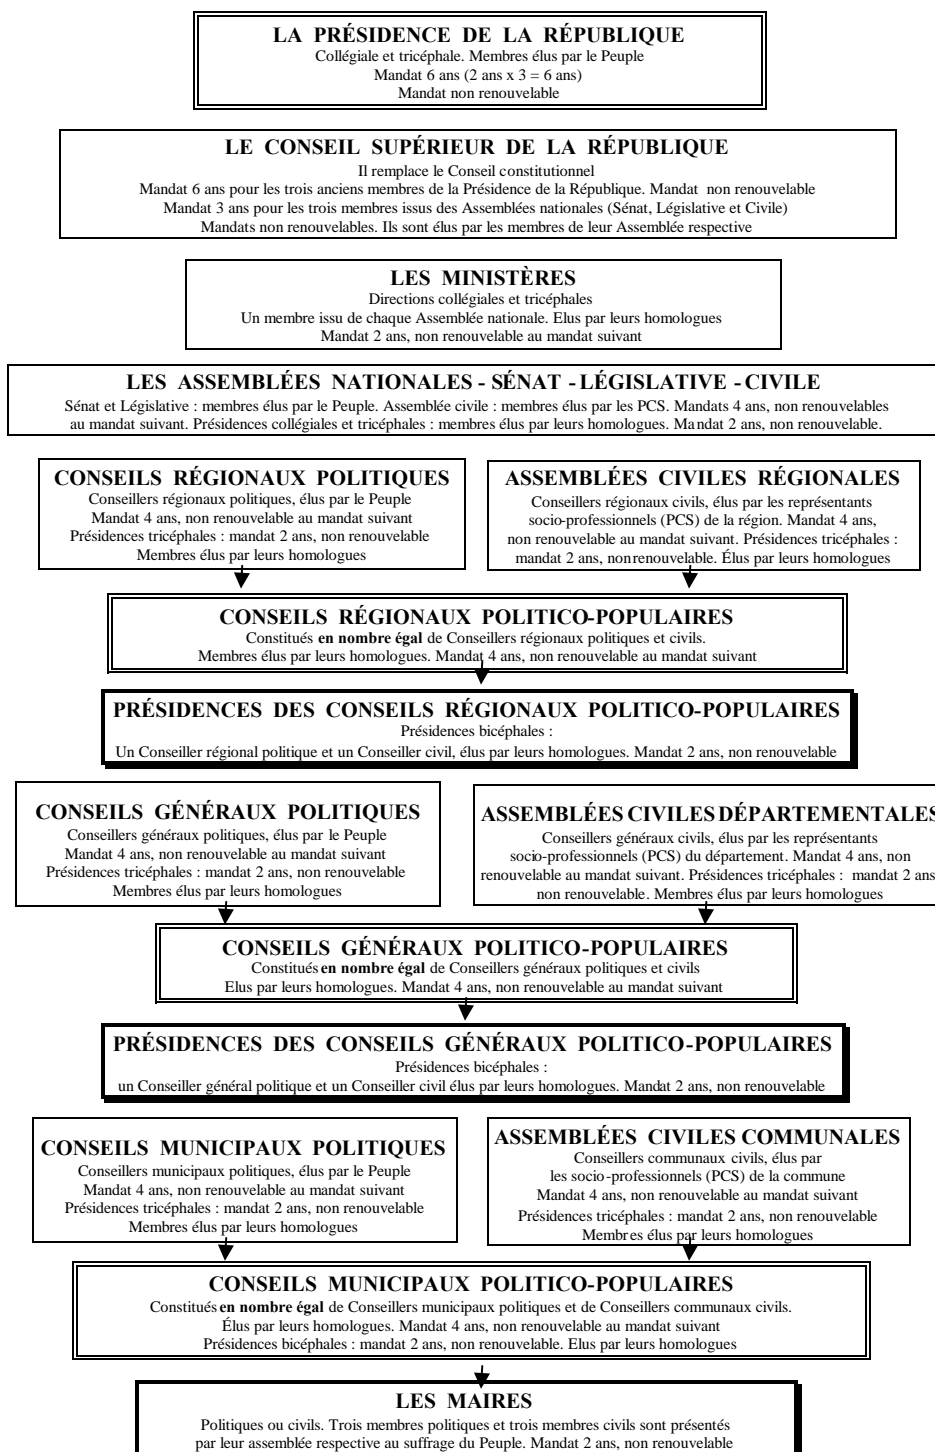 LA PRÉSIDENCE DE LA RÉPUBLIQUE
Collégiale et tricéphale. Membres élus par le Peuple
Mandat 6 ans (2 ans x 3 = 6 ans)
Mandat non renouvelable
LE CONSEIL SUPÉRIEUR DE LA RÉPUBLIQUE
Il remplace le Conseil constitutionnel
Mandat 6 ans pour les trois anciens membres de la Présidence de la République. Mandat non renouvelable
Mandat 3 ans pour les trois membres issus des Assemblées nationales (Sénat, Législative et Civile)
Mandats non renouvelables. Ils sont élus par les membres de leur Assemblée respective
LES MINISTÈRES
Directions collégiales et tricéphales
Un membre issu de chaque Assemblée nationale. Elus par leurs homologues
Mandat 2 ans, non renouvelable au mandat suivant
LES ASSEMBLÉES NATIONALES - SÉNAT - LÉGISLATIVE - CIVILE
Sénat et Législative : membres élus par le Peuple. Assemblée civile : membres élus par les PCS. Mandats 4 ans, non renouvelables
au mandat suivant. Présidences collégiales et tricéphales : membres élus par leurs homologues. Mandat 2 ans, non renouvelable.
CONSEILS RÉGIONAUX POLITIQUES
Conseillers régionaux politiques, élus par le Peuple
Mandat 4 ans, non renouvelable au mandat suivant
Présidences tricéphales : mandat 2 ans, non renouvelable
Membres élus par leurs homologues
ASSEMBLÉES CIVILES RÉGIONALES
Conseillers régionaux civils, élus par les représentants
socio-professionnels (PCS) de la région. Mandat 4 ans,
non renouvelable au mandat suivant. Présidences tricéphales :
mandat 2 ans, non renouvelable. Élus par leurs homologues
CONSEILS RÉGIONAUX POLITICO-POPULAIRES
Constitués en nombre égal de Conseillers régionaux politiques et civils.
Membres élus par leurs homologues. Mandat 4 ans, non renouvelable au mandat suivant
PRÉSIDENCES DES CONSEILS RÉGIONAUX POLITICO-POPULAIRES
Présidences bicéphales :
Un Conseiller régional politique et un Conseiller civil, élus par leurs homologues. Mandat 2 ans, non renouvelable
CONSEILS GÉNÉRAUX POLITIQUES
Conseillers généraux politiques, élus par le Peuple
Mandat 4 ans, non renouvelable au mandat suivant
Présidences tricéphales : mandat 2 ans, non renouvelable
Membres élus par leurs homologues
ASSEMBLÉES CIVILES DÉPARTEMENTALES
Conseillers généraux civils, élus par les représentants
socio-professionnels (PCS) du département. Mandat 4 ans, non
renouvelable au mandat suivant. Présidences tricéphales : mandat 2 ans
non renouvelable. Membres élus par leurs homologues
CONSEILS GÉNÉRAUX POLITICO-POPULAIRES
Constitués en nombre égal de Conseillers généraux politiques et civils
Elus par leurs homologues. Mandat 4 ans, non renouvelable au mandat suivant
PRÉSIDENCES DES CONSEILS GÉNÉRAUX POLITICO-POPULAIRES
Présidences bicéphales :
un Conseiller général politique et un Conseiller civil élus par leurs homologues. Mandat 2 ans, non renouvelable
CONSEILS MUNICIPAUX POLITIQUES
Conseillers municipaux politiques, élus par le Peuple
Mandat 4 ans, non renouvelable au mandat suivant
Présidences tricéphales : mandat 2 ans, non renouvelable
Membres élus par leurs homologues
ASSEMBLÉES CIVILES COMMUNALES
Conseillers communaux civils, élus par
les socio-professionnels (PCS) de la commune
Mandat 4 ans, non renouvelable au mandat suivant
Présidences tricéphales : mandat 2 ans, non renouvelable
Membres élus par leurs homologues
CONSEILS MUNICIPAUX POLITICO-POPULAIRES
Constitués en nombre égal de Conseillers municipaux politiques et de Conseillers communaux civils.
Élus par leurs homologues. Mandat 4 ans, non renouvelable au mandat suivant
Présidences bicéphales : mandat 2 ans, non renouvelable. Elus par leurs homologues
LES MAIRES
Politiques ou civils. Trois membres politiques et trois membres civils sont présentés
par leur assemblée respective au suffrage du Peuple. Mandat 2 ans, non renouvelable